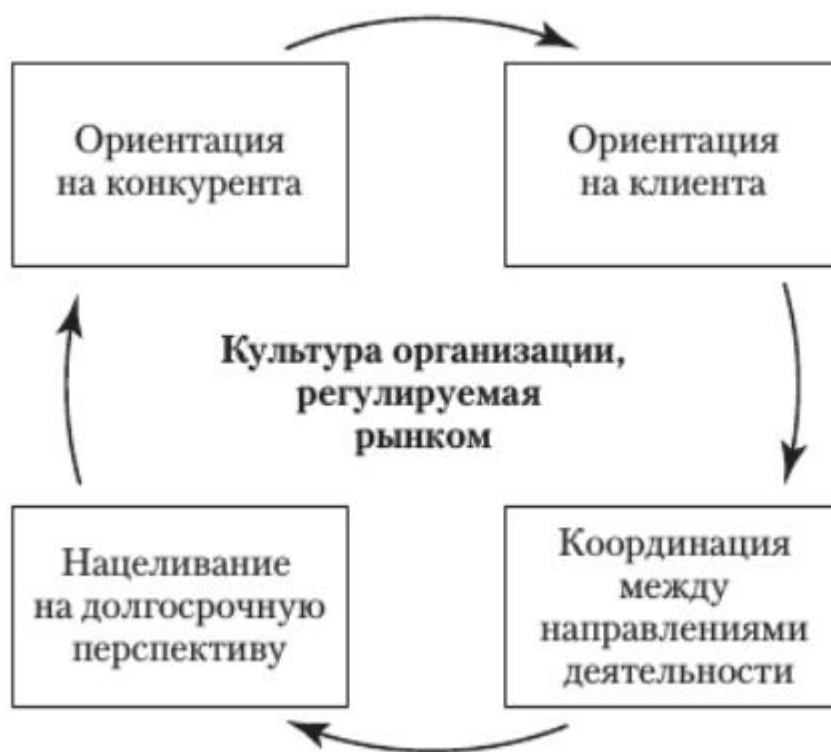 Ориентация
на конкурента
Ориентация
на клиента
Культура организации,
регулируемая
рынком
Нацеливание
на долгосрочную
перспективу
Координация
между
направлениями
деятельности